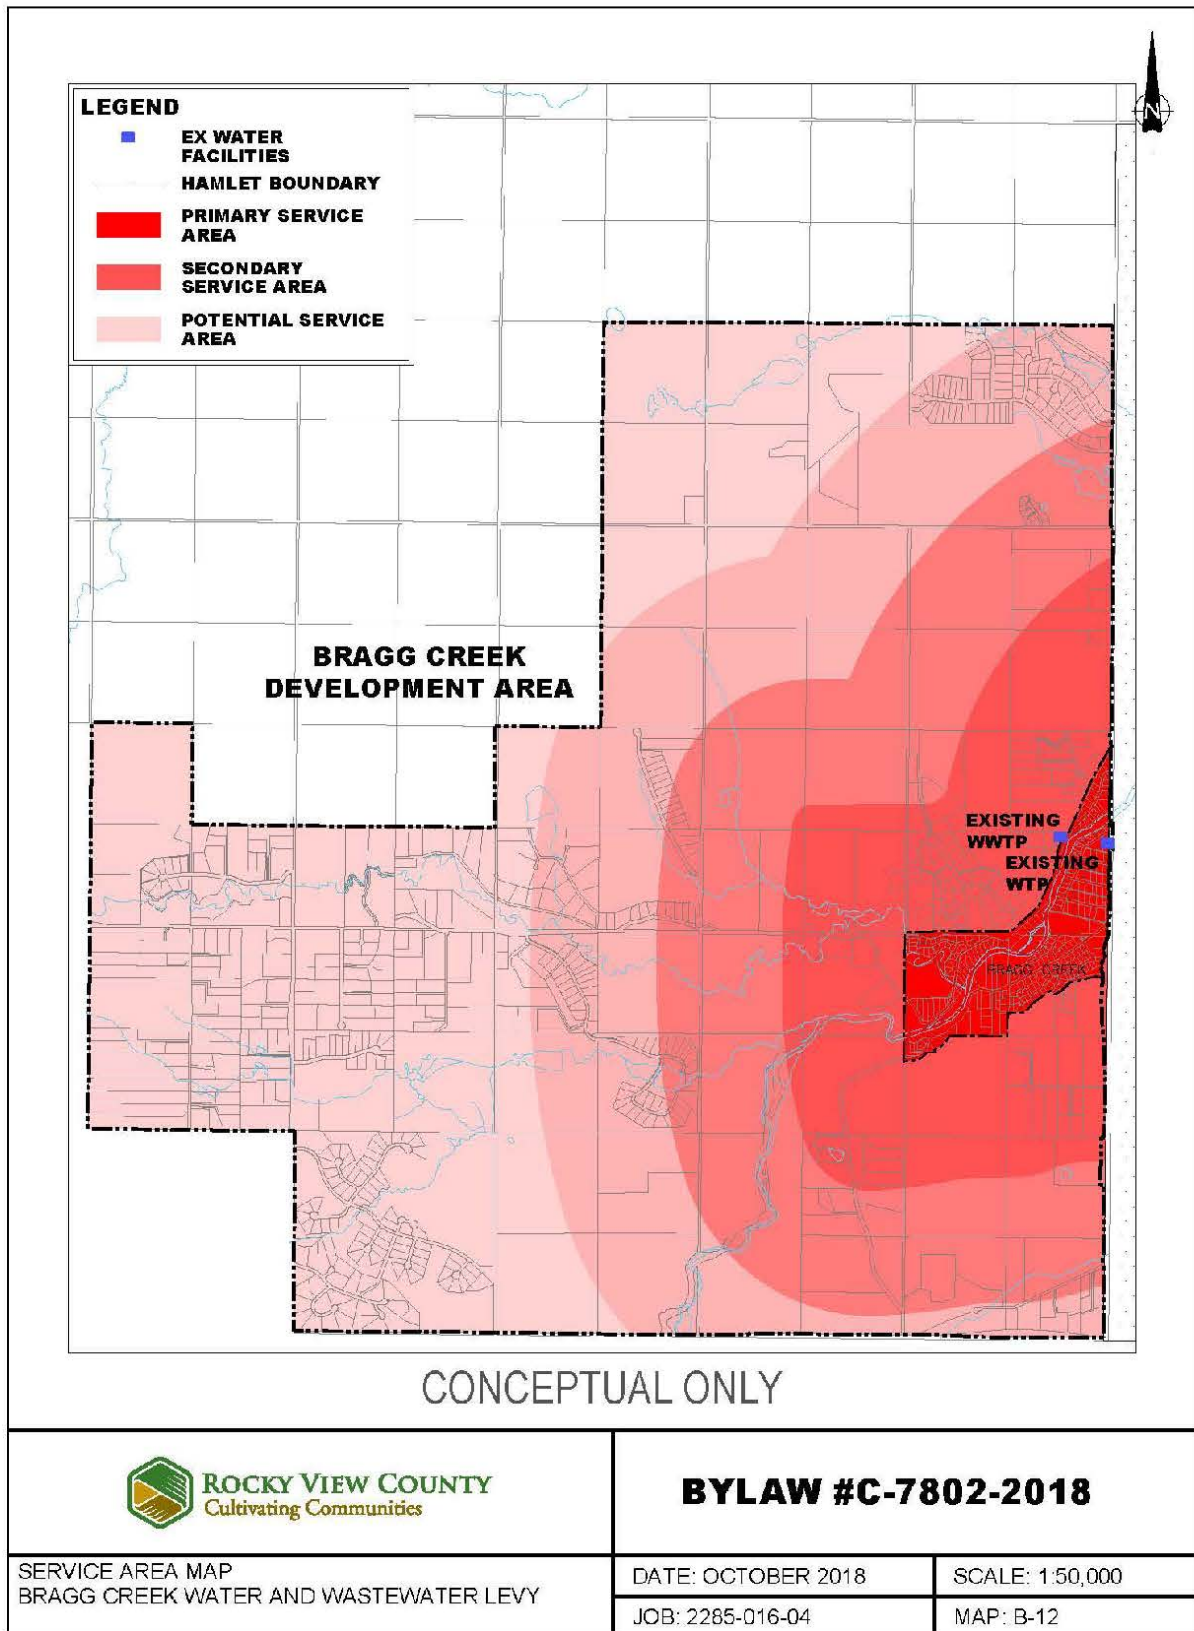 LEGEND
EX WATER
FACILITIES
HAMLET BOUNDARY
PRIMARY SERVICE
AREA
SECONDARY
SERVICE AREA
POTENTIAL SERVICE
AREA
N
BRAGG CREEK
DEVELOPMENT AREA
EXISTING
WWTP
EXISTING
WTP
BRAGG CREEK
CONCEPTUAL ONLY
ROCKY VIEW COUNTY
Cultivating Communities
BYLAW #C-7802-2018
SERVICE AREA MAP
BRAGG CREEK WATER AND WASTEWATER LEVY
DATE: OCTOBER 2018
SCALE: 1:50,000
JOB: 2285-016-04
MAP: B-12